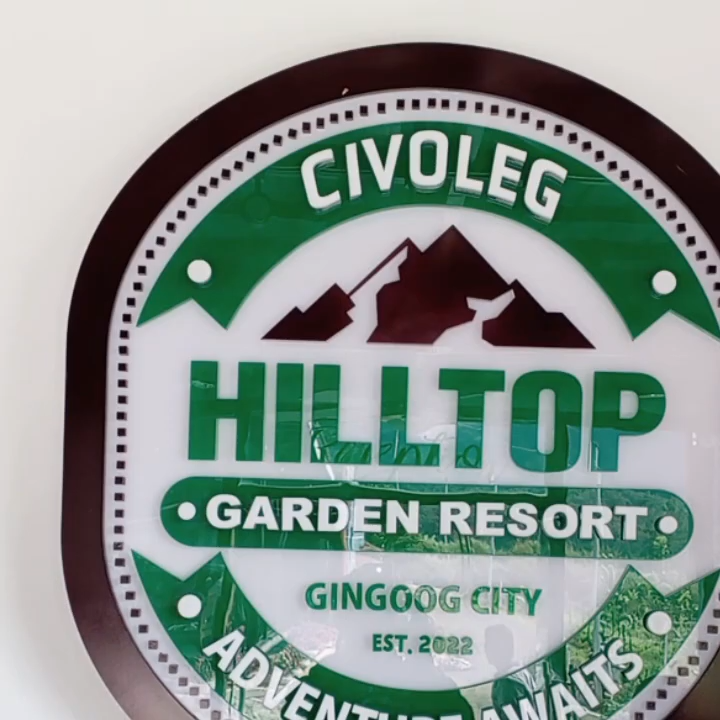 CIVOLEG
HILLTOP
GARDEN RESORT
GINGOOG CITY
EST. 2022
ADVENTURE AWAITS